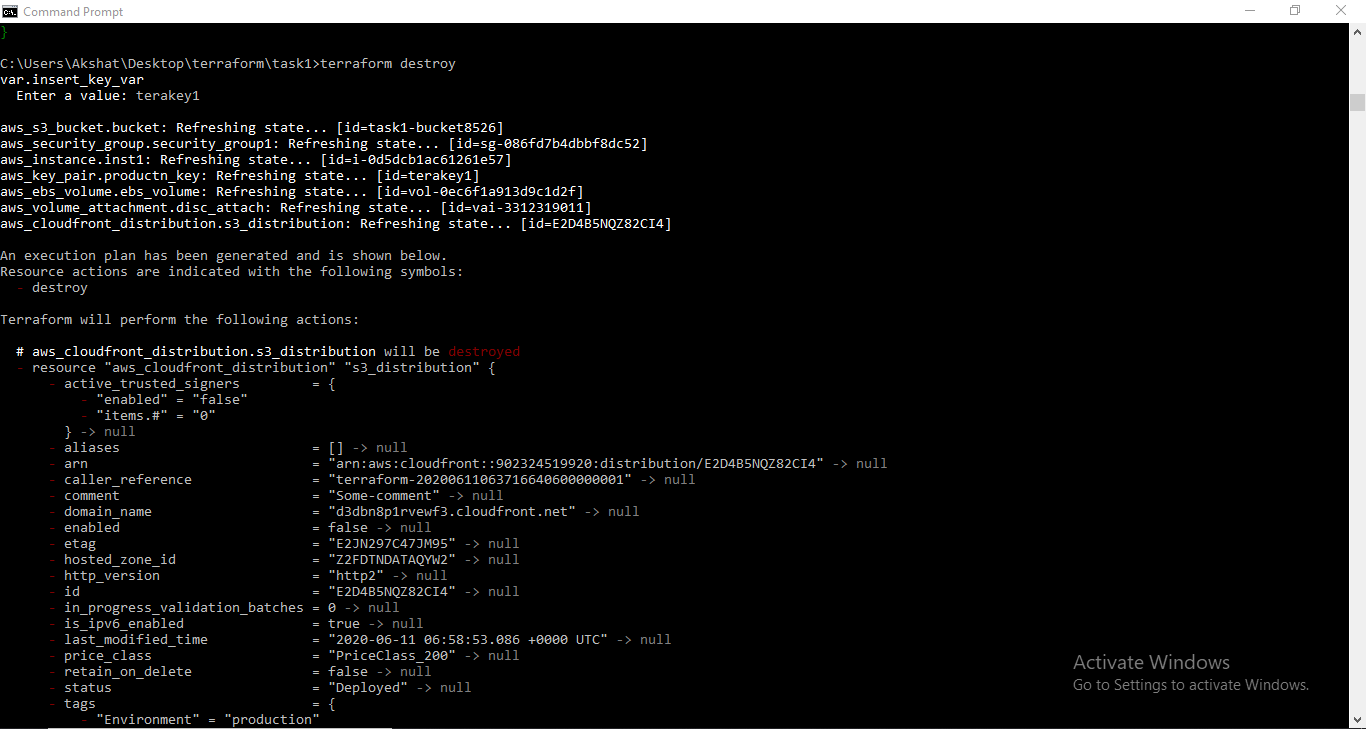 Command Prompt
}
C:\Users\Akshat\Desktop\terraform\task1>terraform destroy
var.insert_key_var
  Enter a value: terakey1
aws_s3_bucket.bucket: Refreshing state... [id=task1-bucket8526]
aws_security_group.security_group1: Refreshing state... [id=sg-086fd7b4dbbf8dc52]
aws_instance.inst1: Refreshing state... [id=i-0d5dcb1ac61261e57]
aws_key_pair.productn_key: Refreshing state... [id=terakey1]
aws_ebs_volume.ebs_volume: Refreshing state... [id=vol-0ec6f1a913d9c1d2f]
aws_volume_attachment.disc_attach: Refreshing state... [id=vai-3312319011]
aws_cloudfront_distribution.s3_distribution: Refreshing state... [id=E2D4B5NQZ82CI4]
An execution plan has been generated and is shown below.
Resource actions are indicated with the following symbols:
  - destroy
Terraform will perform the following actions:
  # aws_cloudfront_distribution.s3_distribution will be destroyed
  - resource "aws_cloudfront_distribution" "s3_distribution" {
      - active_trusted_signers         = {
          - "enabled" = "false"
          - "items.#" = "0"
        } -> null
      - aliases                        = [] -> null
      - arn                            = "arn:aws:cloudfront::902324519920:distribution/E2D4B5NQZ82CI4" -> null
      - caller_reference               = "terraform-20200611063716640600000001" -> null
      - comment                        = "Some-comment" -> null
      - domain_name                    = "d3dbn8p1rvewf3.cloudfront.net" -> null
      - enabled                        = false -> null
      - etag                           = "E2JN297C47JM95" -> null
      - hosted_zone_id                 = "Z2FDTNDATAQYW2" -> null
      - http_version                   = "http2" -> null
      - id                             = "E2D4B5NQZ82CI4" -> null
      - in_progress_validation_batches = 0 -> null
      - is_ipv6_enabled                = true -> null
      - last_modified_time             = "2020-06-11 06:58:53.086 +0000 UTC" -> null
      - price_class                    = "PriceClass_200" -> null
      - retain_on_delete               = false -> null
      - status                         = "Deployed" -> null
      - tags                           = {
          - "Environment" = "production"
Activate Windows
Go to Settings to activate Windows.